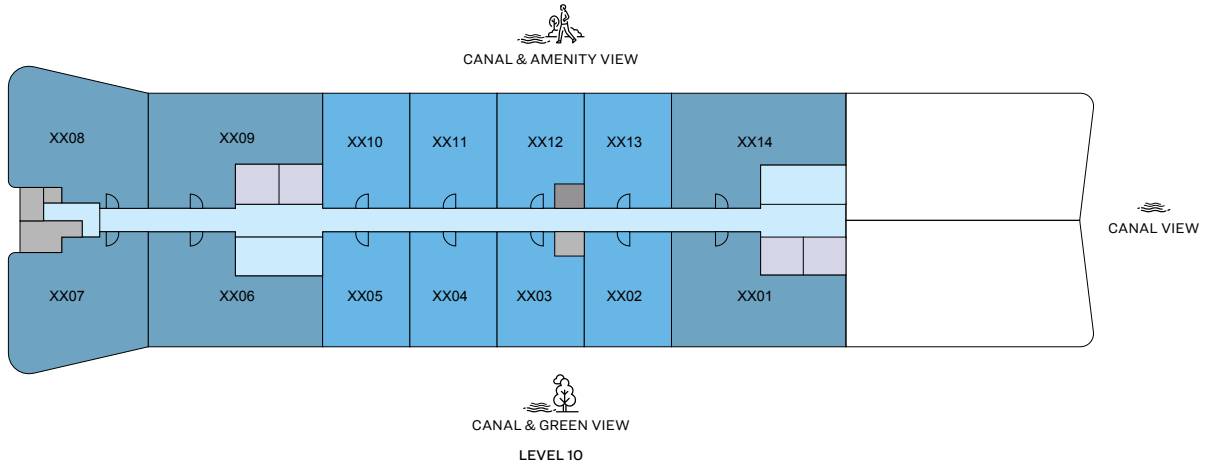 CANAL & AMENITY VIEW
XX08
XX09
XX10
XX11
XX12
XX13
XX14
CANAL VIEW
XX07
XX06
XX05
XX04
XX03
XX02
XX01
CANAL & GREEN VIEW
LEVEL 10